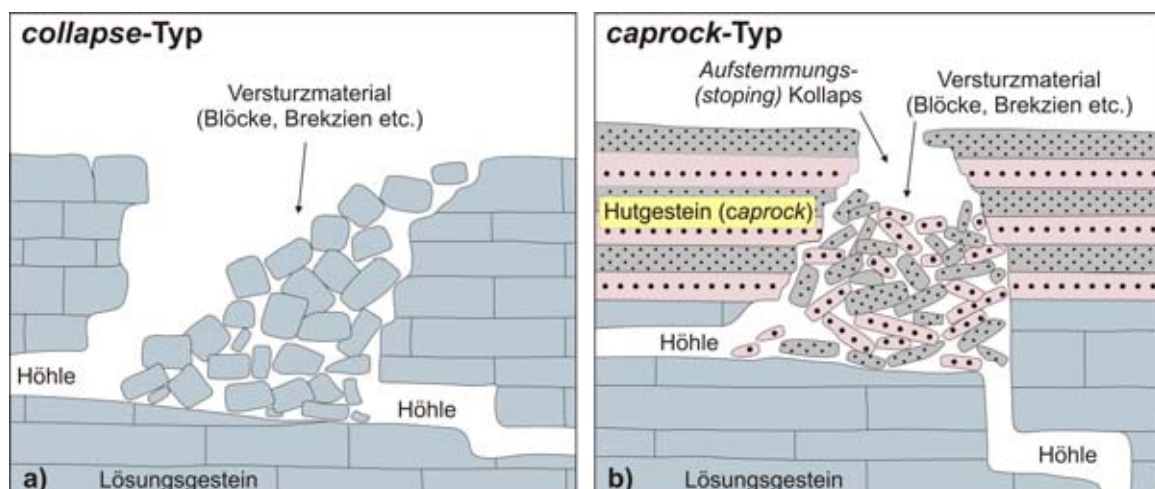 collapse-Typ
Versturzmaterial
(Blöcke, Brekzien etc.)
Höhle
Höhle
a)
Lösungsgestein
caprock-Typ
Aufstemmungs-
(stoping) Kollaps
Versturzmaterial
(Blöcke, Brekzien etc.)
Hutgestein (caprock)
Höhle
Höhle
b)
Lösungsgestein